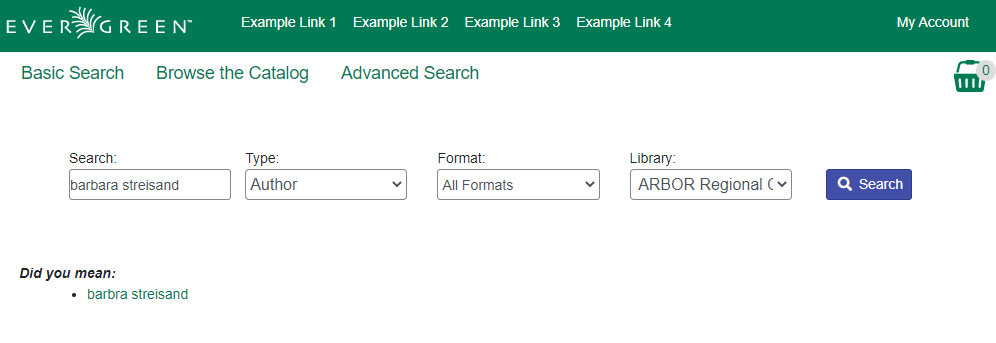 EVERGREEN™ Example Link 1 Example Link 2 Example Link 3 Example Link 4 My Account
Basic Search Browse the Catalog Advanced Search 0
Search: Type: Format: Library:
barbara streisand Author All Formats ARBOR Regional Search
Did you mean:
• barbra streisand